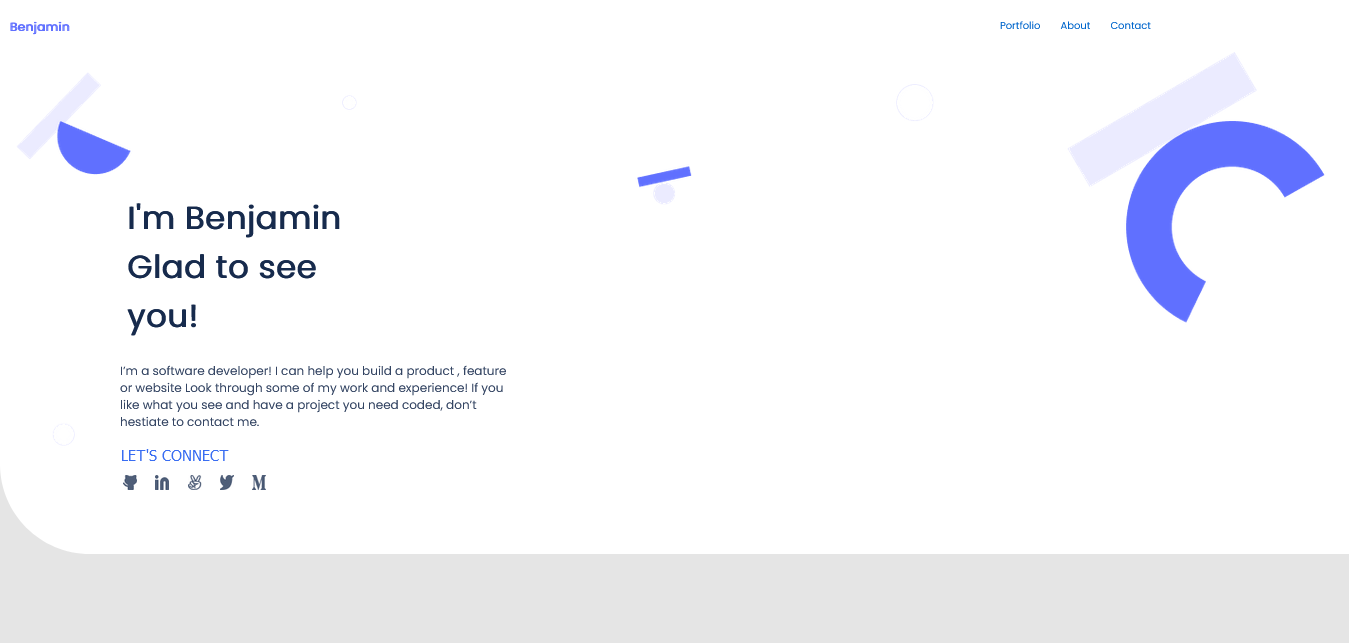 Benjamin
Portfolio About Contact
I'm Benjamin
Glad to see
you!
I’m a software developer! I can help you build a product , feature
or website Look through some of my work and experience! If you
like what you see and have a project you need coded, don’t
hestiate to contact me.
LET'S CONNECT